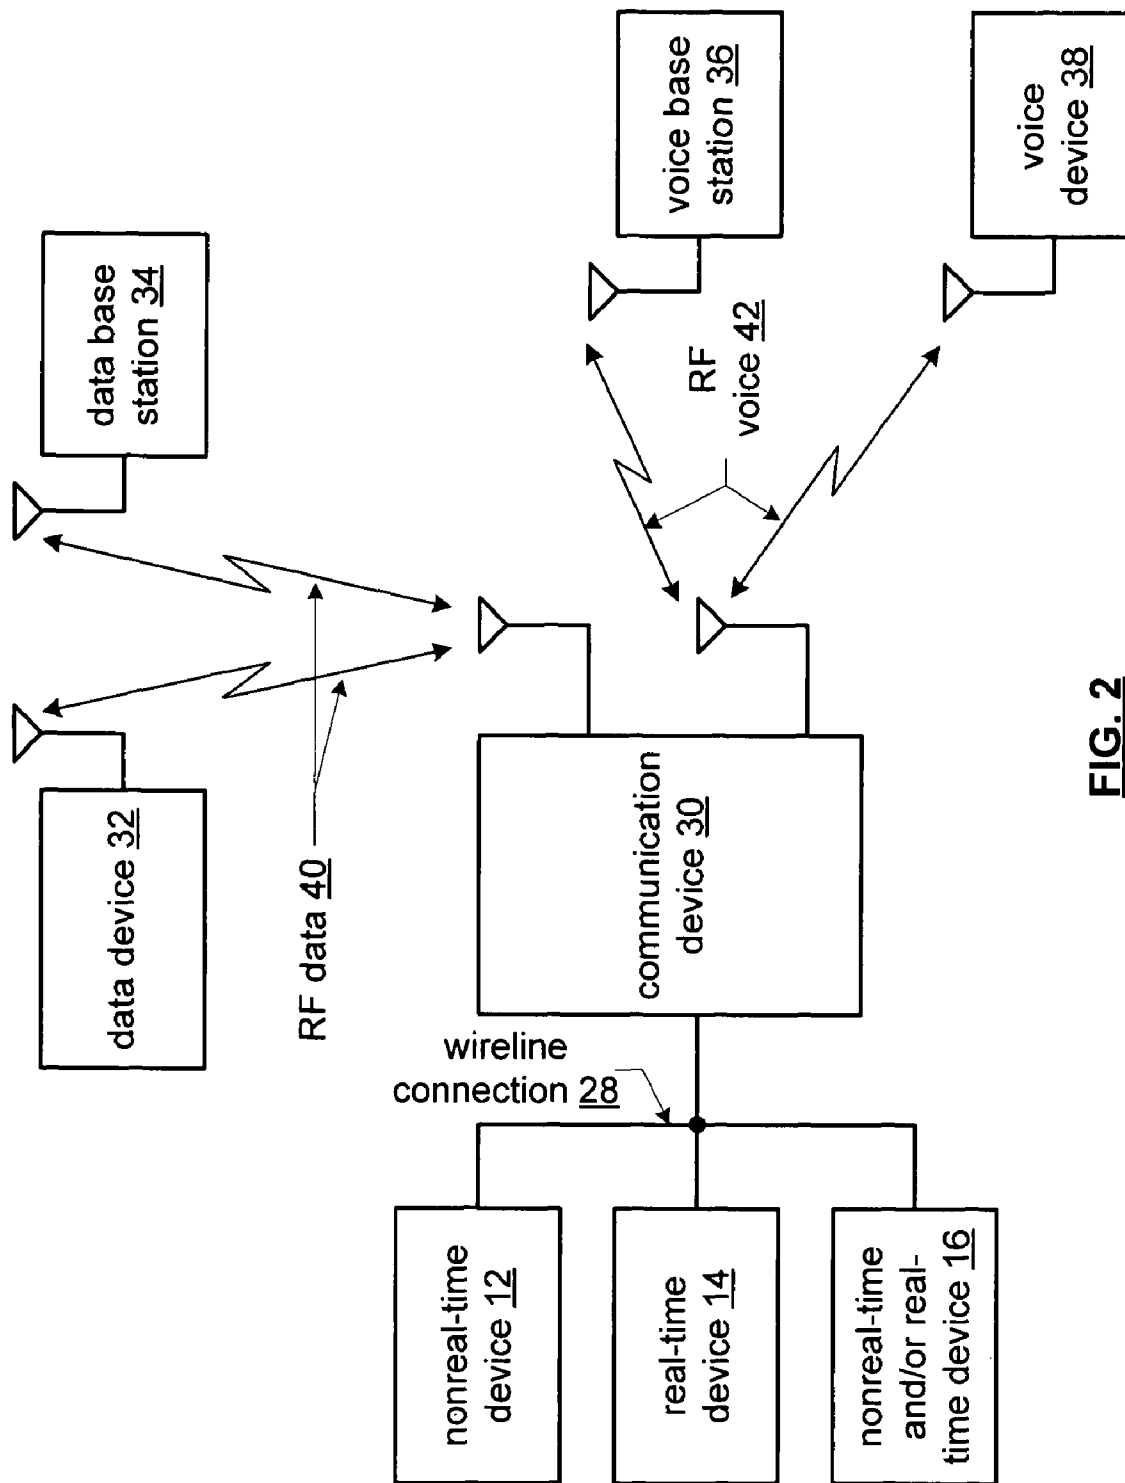 data device 32
data base
station 34
RF data 40
wireline
connection 28
nonreal-time
device 12
real-time
device 14
nonreal-time
and/or real-
time device 16
communication
device 30
RF
voice 42
voice base
station 36
voice
device 38
FIG. 2